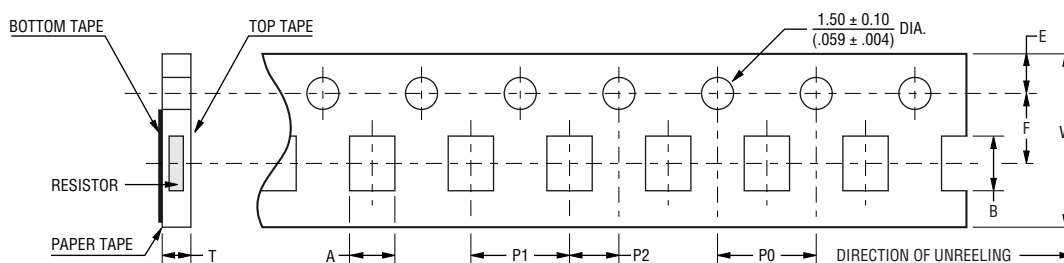 BOTTOM TAPE
TOP TAPE
1.50 ± 0.10
(.059 ± .004)
DIA.
E
F
W
RESISTOR
B
PAPER TAPE
T
A
P1
P2
P0
DIRECTION OF UNREELING